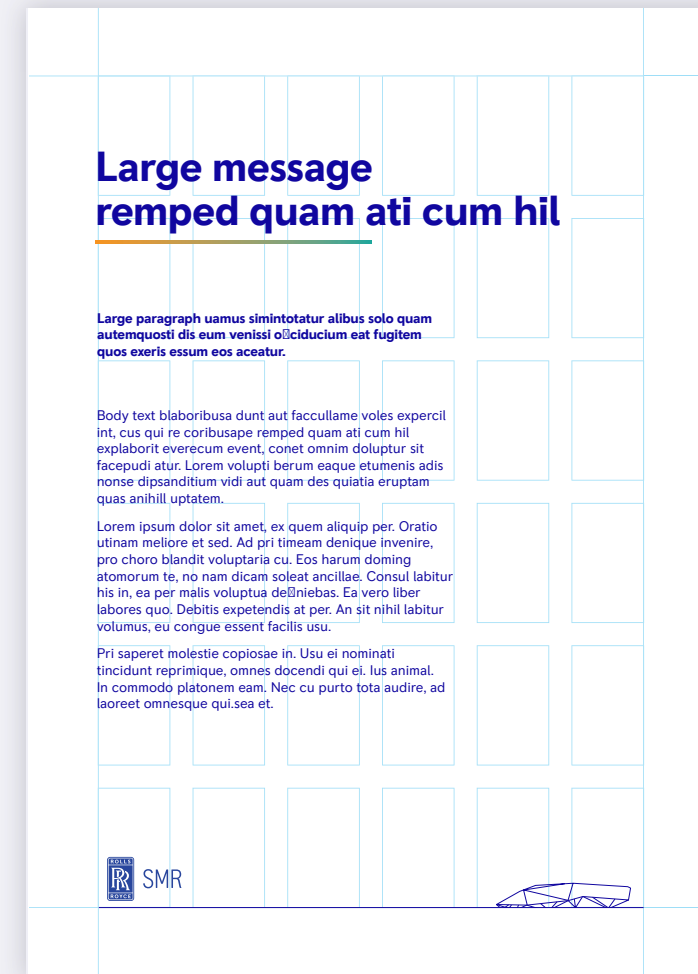 Large message
remped quam ati cum hil
Large paragraph uamus simintotatur alibus solo quam
autemquosti dis eum venissi o�ciducium eat fugitem
quos exeris essum eos aceatur.
Body text blaboribusa dunt aut faccullame voles expercil
int, cus qui re coribusape remped quam ati cum hil
explaborit everecum event, conet omnim doluptur sit
facepudi atur. Lorem volupti berum eaque etumenis adis
nonse dipsanditium vidi aut quam des quiatia eruptam
quas anihill uptatem.
Lorem ipsum dolor sit amet, ex quem aliquip per. Oratio
utinam meliore et sed. Ad pri timeam denique invenire,
pro choro blandit voluptaria cu. Eos harum doming
atomorum te, no nam dicam soleat ancillae. Consul labitur
his in, ea per malis voluptua de�niebas. Ea vero liber
labores quo. Debitis expetendis at per. An sit nihil labitur
volumus, eu congue essent facilis usu.
Pri saperet molestie copiosae in. Usu ei nominati
tincidunt reprimique, omnes docendi qui ei. Ius animal.
In commodo platonem eam. Nec cu purto tota audire, ad
laoreet omnesque qui.sea et.
ROLLS
RR
ROYCE
SMR